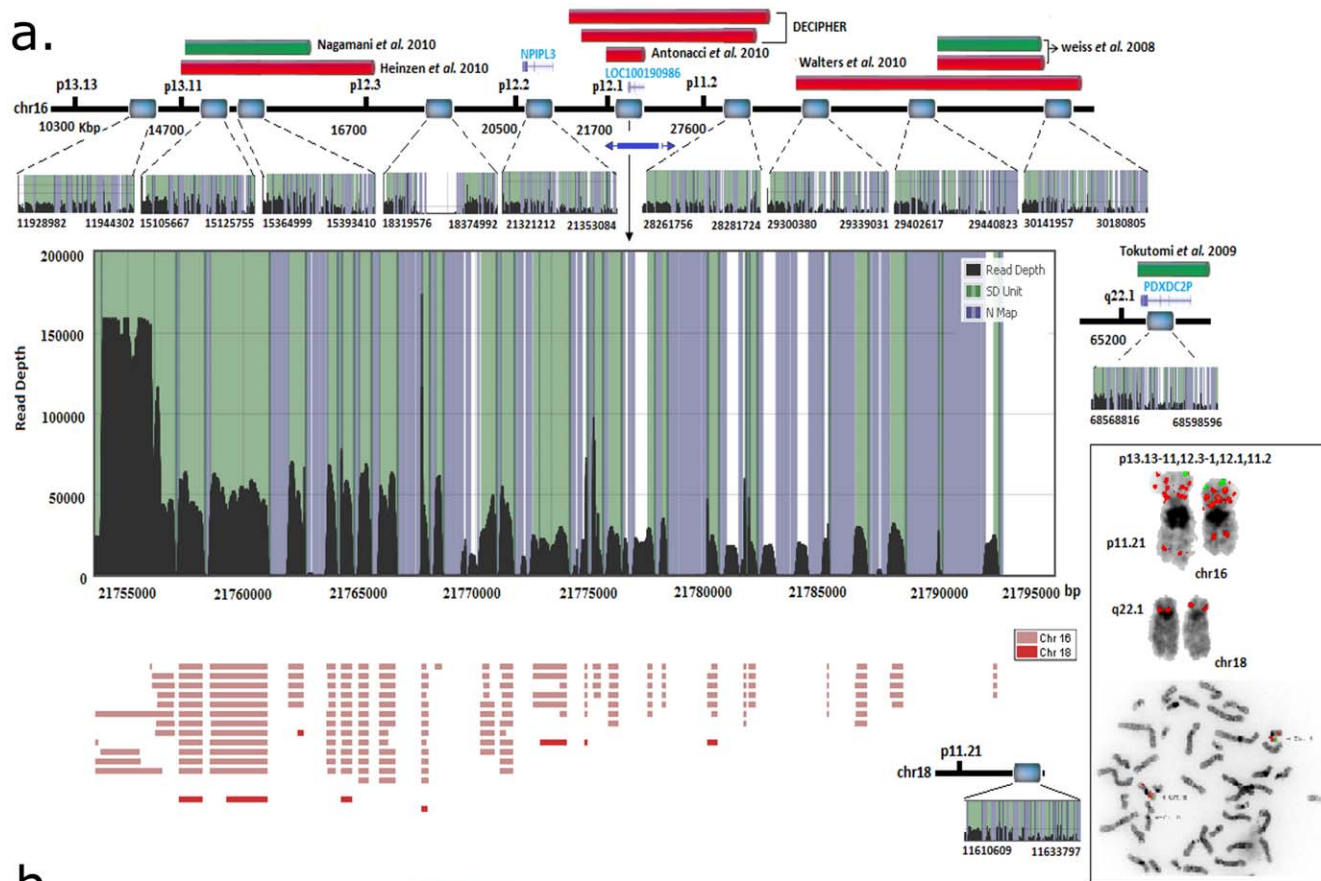 a.
DECIPHER
Nagamani et al. 2010
Heinzen et al. 2010
NPIPL3
Antonacci et al 2010
LOC100190986
Walters et al. 2010
weiss et al. 2008
p13.13
p13.11
p12.3
p12.2
p12.1
p11.2
chr16
10300 Kbp
14700
16700
20500
21700
27600
11928982
11944302
15105667
15125755
15364999
15393410
18319576
18374992
21321212
21353084
28261756
28281724
29300380
29339031
29402617
29440823
30141957
30180805
Tokutomi et al. 2009
PDXDC2P
q22.1
65200
68568816
68598596
Read Depth
200000
150000
100000
50000
0
Read Depth
SD Unit
N Map
21755000
21760000
21765000
21770000
21775000
21780000
21785000
21790000
21795000 bp
Chr 16
Chr 18
p11.21
chr18
11610609
11633797
p13.13-11,12.3-1,12.1,11.2
p11.21
chr16
q22.1
chr18